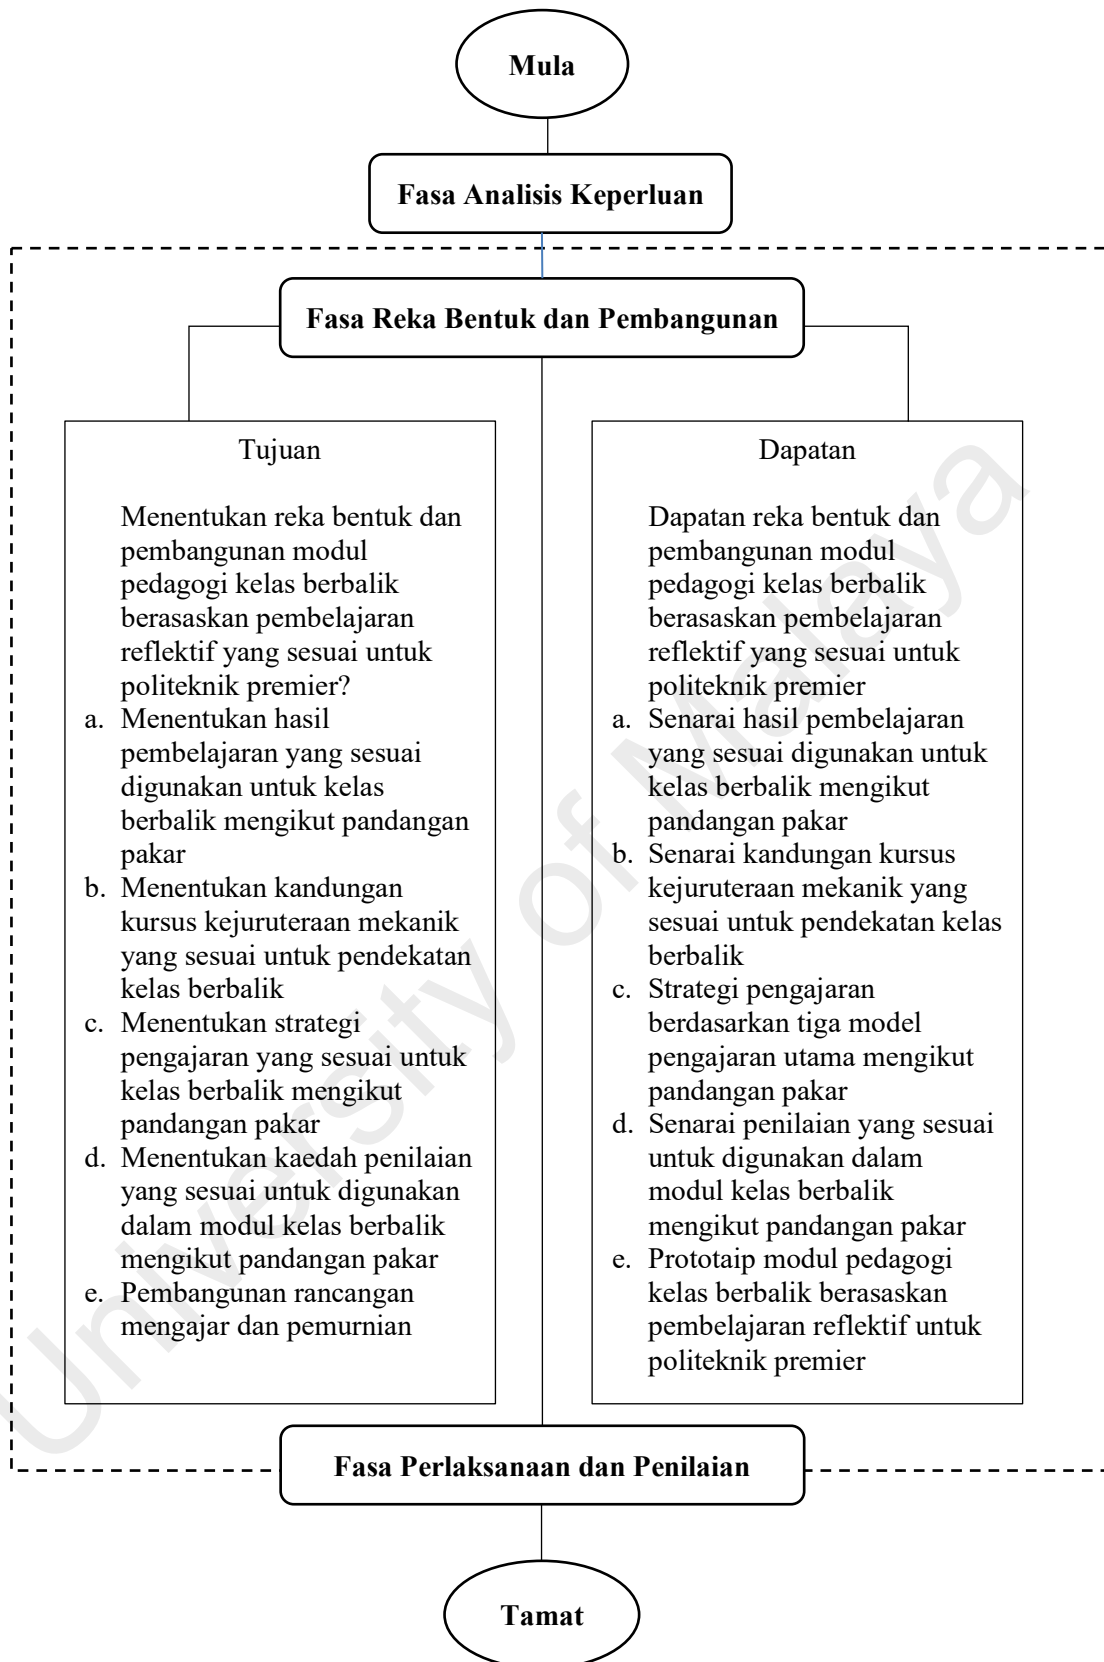 Mula
Fasa Analisis Keperluan
Fasa Reka Bentuk dan Pembangunan
Tujuan
Menentukan reka bentuk dan
pembangunan modul
pedagogi kelas berbalik
berasaskan pembelajaran
reflektif yang sesuai untuk
politeknik premier?
a. Menentukan hasil
pembelajaran yang sesuai
digunakan untuk kelas
berbalik mengikut pandangan
pakar
b. Menentukan kandungan
kursus kejuruteraan mekanik
yang sesuai untuk pendekatan
kelas berbalik
c. Menentukan strategi
pengajaran yang sesuai untuk
kelas berbalik mengikut
pandangan pakar
d. Menentukan kaedah penilaian
yang sesuai untuk digunakan
dalam modul kelas berbalik
mengikut pandangan pakar
e. Pembangunan rancangan
mengajar dan pemurnian
Dapatan
Dapatan reka bentuk dan
pembangunan modul
pedagogi kelas berbalik
berasaskan pembelajaran
reflektif yang sesuai untuk
politeknik premier
a. Senarai hasil pembelajaran
yang sesuai digunakan untuk
kelas berbalik mengikut
pandangan pakar
b. Senarai kandungan kursus
kejuruteraan mekanik yang
sesuai untuk pendekatan kelas
berbalik
c. Strategi pengajaran
berdasarkan tiga model
pengajaran utama mengikut
pandangan pakar
d. Senarai penilaian yang sesuai
untuk digunakan dalam
modul kelas berbalik
mengikut pandangan pakar
e. Prototaip modul pedagogi
kelas berbalik berasaskan
pembelajaran reflektif untuk
politeknik premier
Fasa Perlaksanaan dan Penilaian
Tamat
University of Malaya